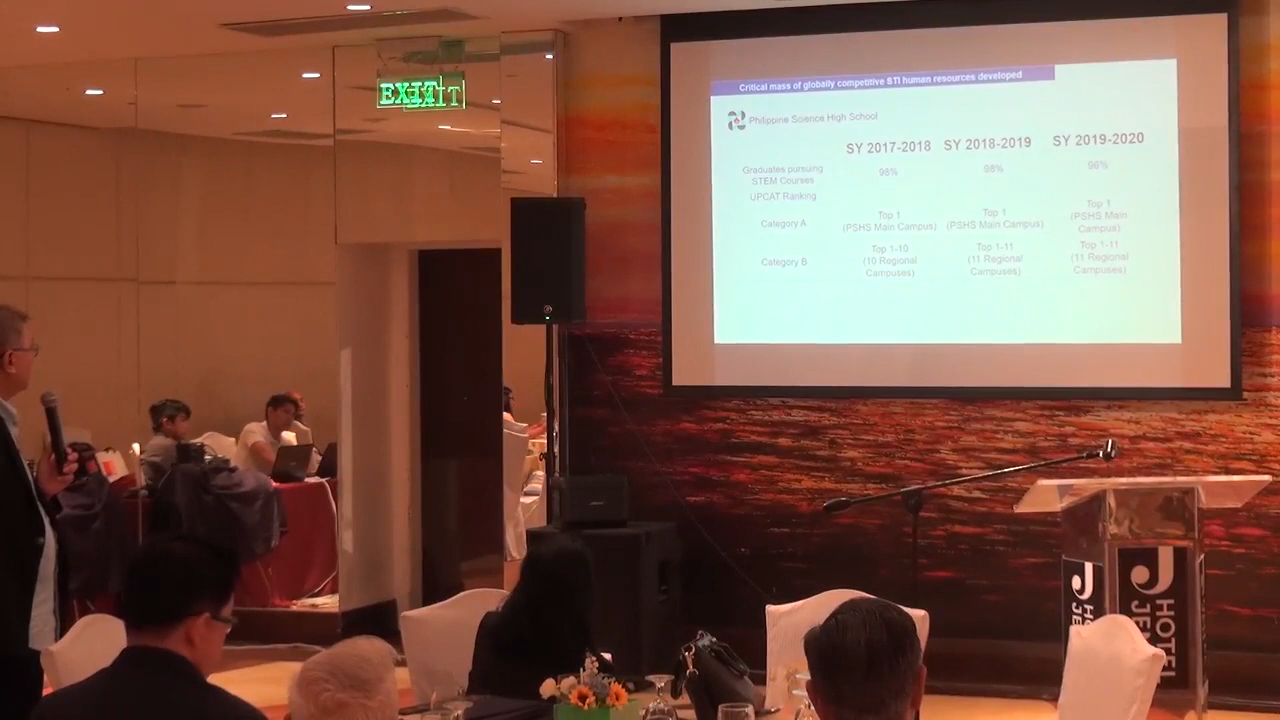 EXIT
Critical mass of globally competitive STI human resources developed
Philippine Science High School
SY 2017-2018 SY 2018-2019 SY 2019-2020
Graduates pursuing
STEM Courses
98% 98% 96%
UPCAT Ranking
Category A
Top 1
(PSHS Main Campus)
Top 1
(PSHS Main Campus)
Top 1
(PSHS Main
Campus)
Category B
Top 1-10
(10 Regional
Campuses)
Top 1-11
(11 Regional
Campuses)
Top 1-11
(11 Regional
Campuses)
J
HOTEL
J
HOTEL